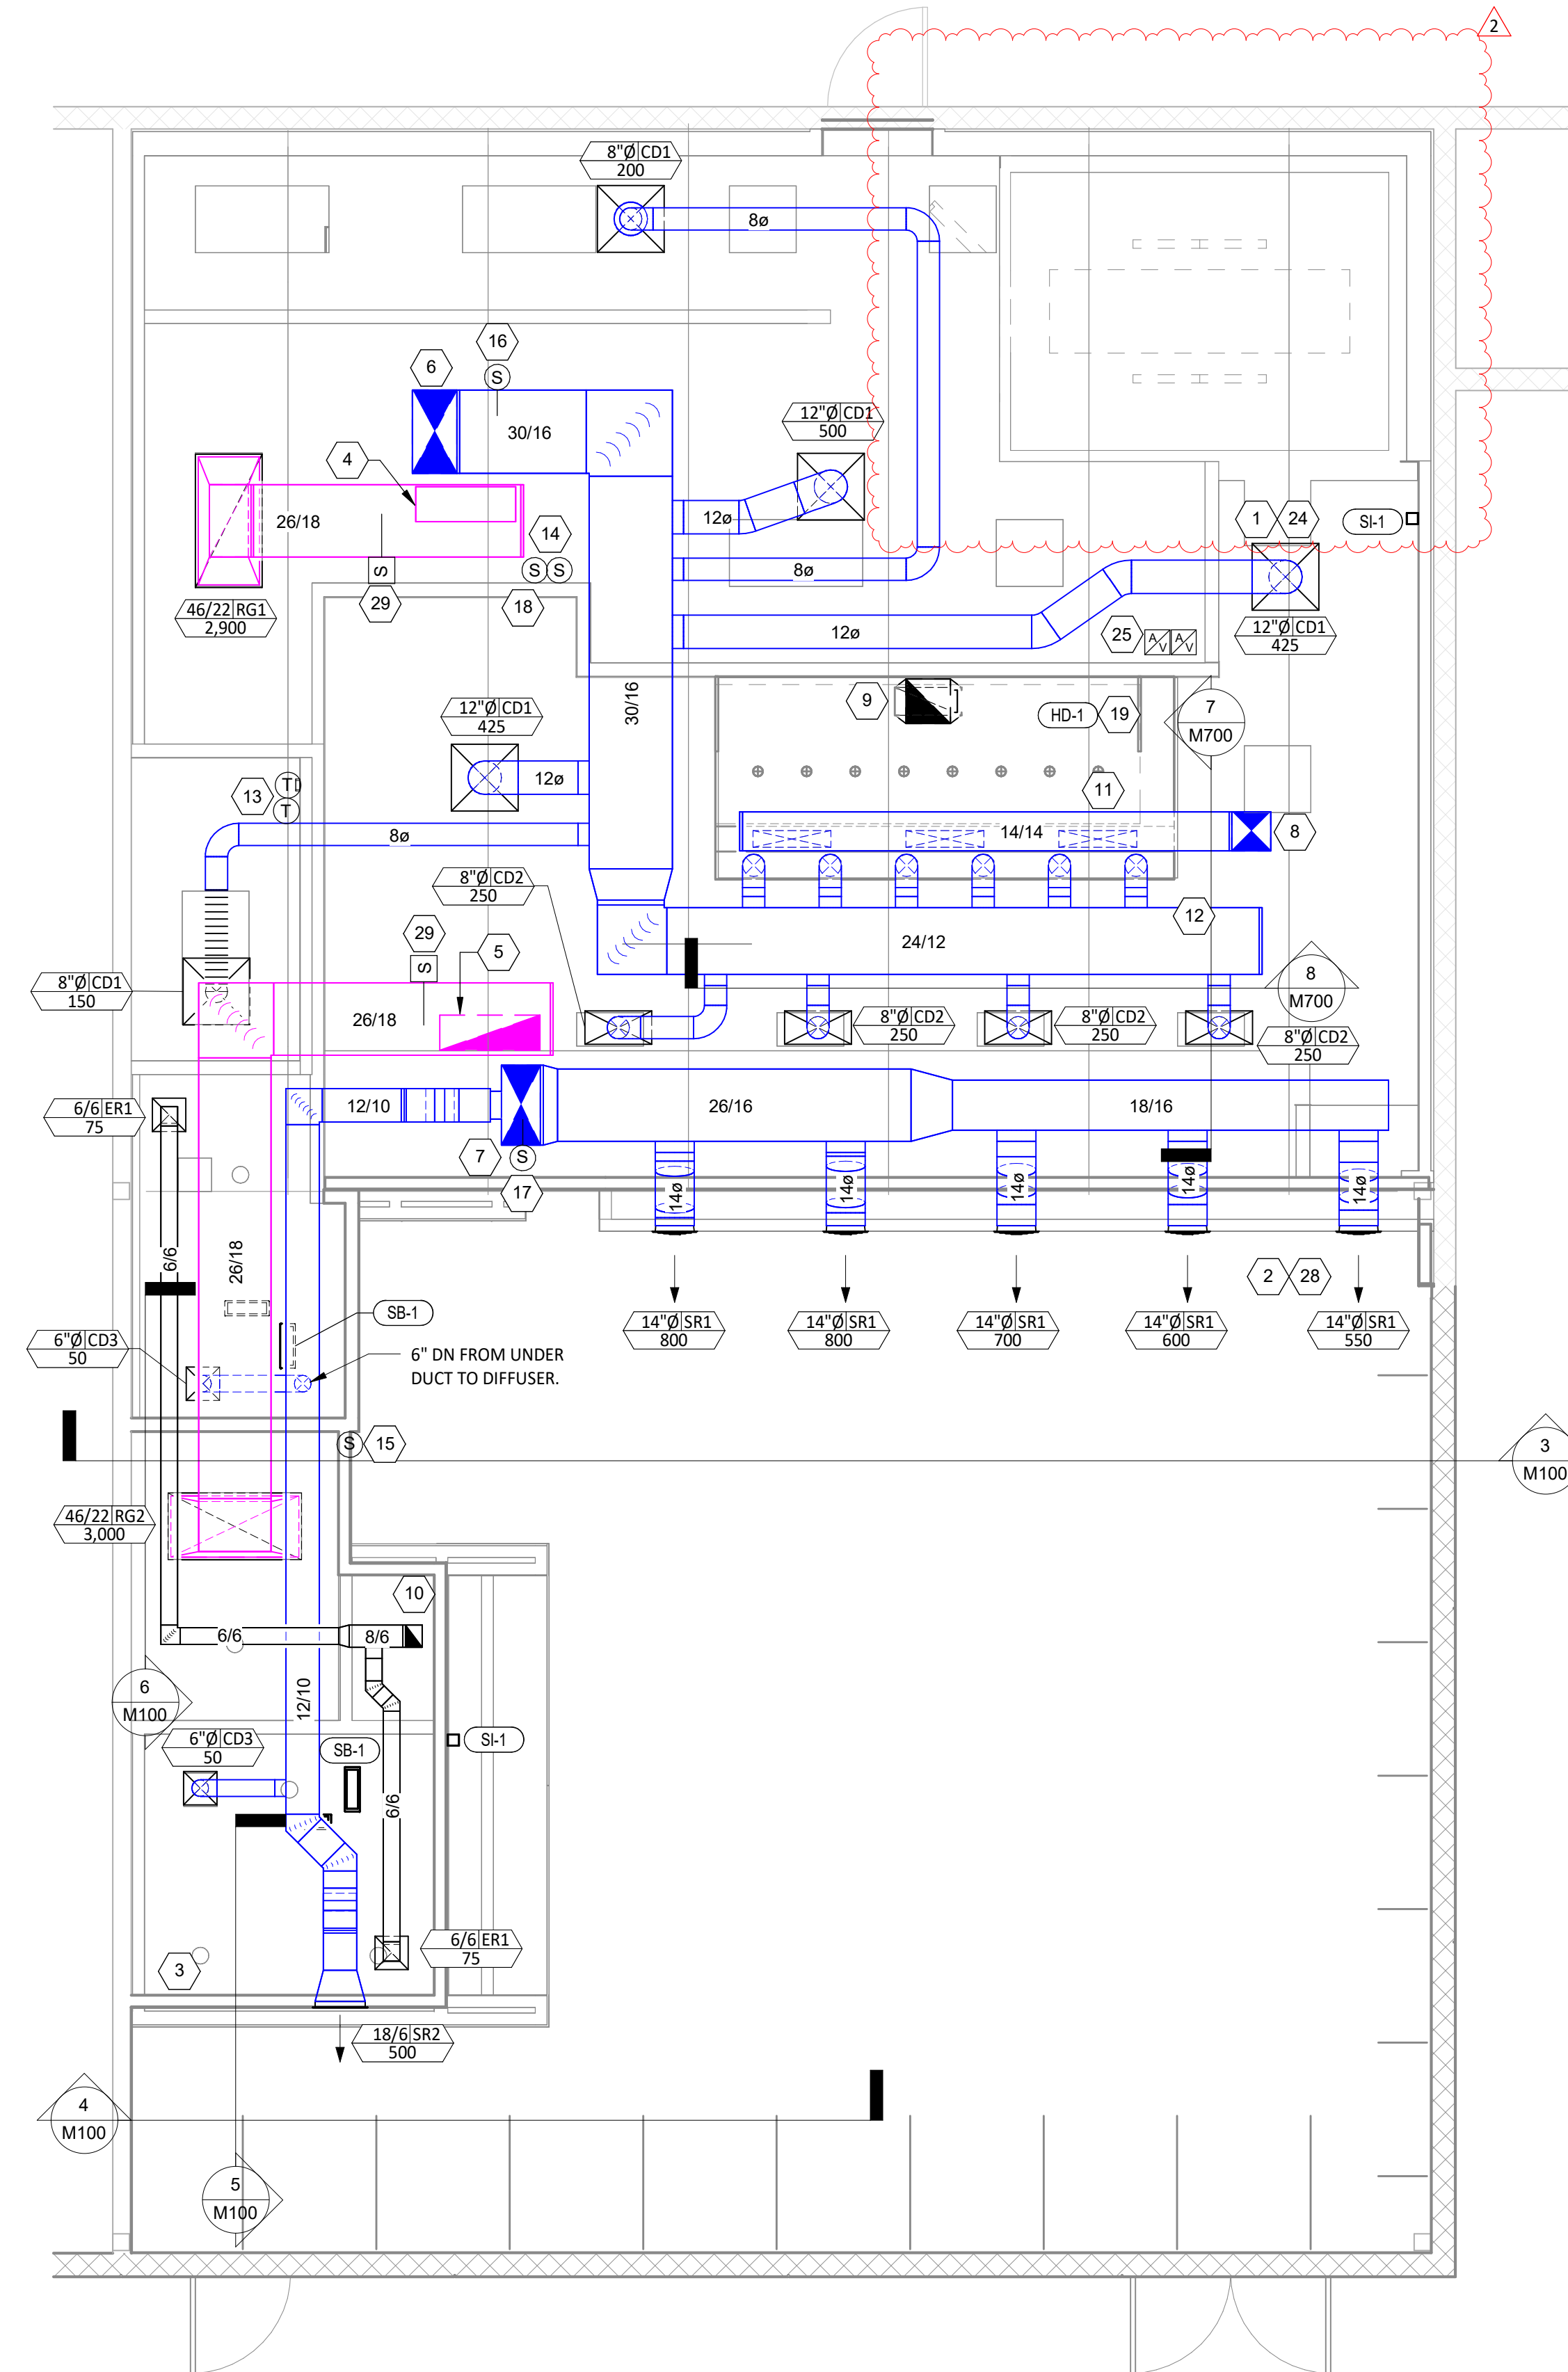 2
8"Ø CD1
200
8ø
16
6
S
30/16
12"Ø CD1
500
4
26/18
12ø
1
24
SI-1
14
S S
8ø
S
29
18
46/22 RG1
2,900
12ø
25
A/V A/V
12"Ø CD1
425
30/16
9
HD-1
19
7
M700
12"Ø CD1
425
12ø
13
T
T
8ø
11
14/14
8
8"Ø CD2
250
12
24/12
29
S
5
8
M700
8"Ø CD1
150
26/18
8"Ø CD2
250
8"Ø CD2
250
8"Ø CD2
250
6/6 ER1
75
12/10
26/16
18/16
7
S
17
14ø
14ø
14ø
14ø
14ø
6/6
26/18
2
28
SB-1
14"Ø SR1
800
14"Ø SR1
800
14"Ø SR1
700
14"Ø SR1
600
14"Ø SR1
550
6"Ø CD3
50
6" DN FROM UNDER
DUCT TO DIFFUSER.
S
15
3
M100
46/22 RG2
3,000
10
6/6
8/6
6
M100
12/10
6"Ø CD3
50
SB-1
SI-1
6/6
6/6 ER1
75
3
18/6 SR2
500
4
M100
5
M100